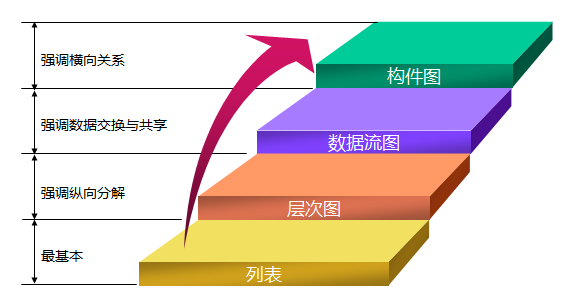 强调横向关系
构件图
强调数据交换与共享
数据流图
强调纵向分解
层次图
最基本
列表